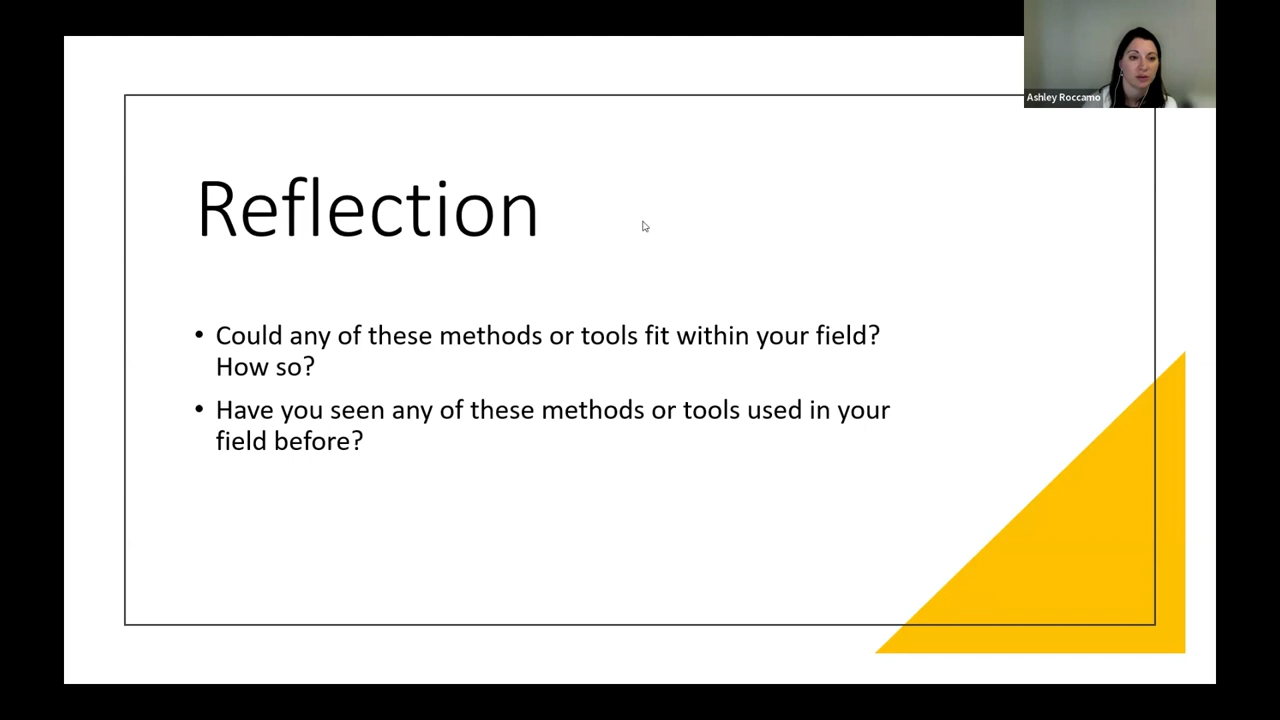 Ashley Roccamo
Reflection
• Could any of these methods or tools fit within your field?
How so?
• Have you seen any of these methods or tools used in your
field before?